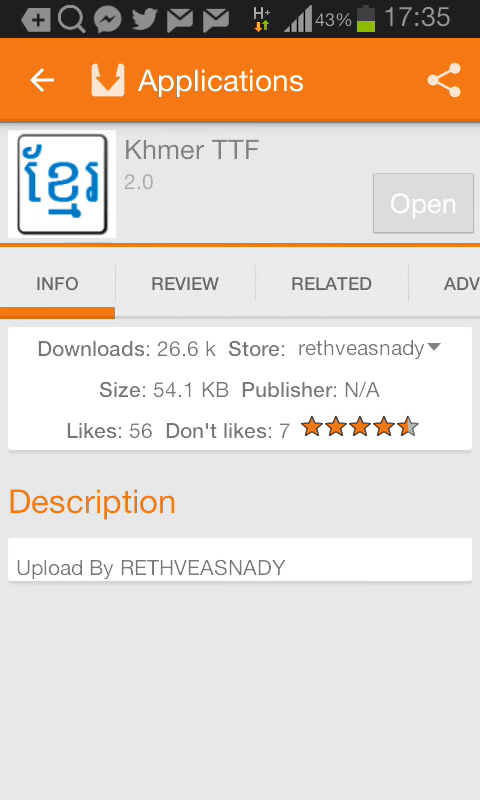 H+ 43% 17:35
Applications
ខ្មែរ
Khmer TTF
2.0
Open
INFO REVIEW RELATED ADV
Downloads: 26.6 k Store: rethveasnady
Size: 54.1 KB Publisher: N/A
Likes: 56 Don't likes: 7
Description
Upload By RETHVEASNADY